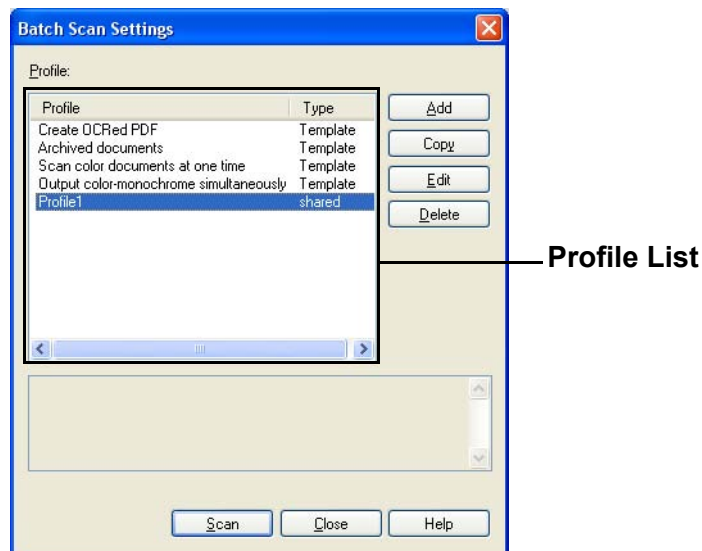 Batch Scan Settings
Profile:
Profile Type
Create OCRed PDF Template
Archived documents Template
Scan color documents at one time Template
Output color-monochrome simultaneously Template
Profile1 shared
Add
Copy
Edit
Delete
Profile List
Scan Close Help